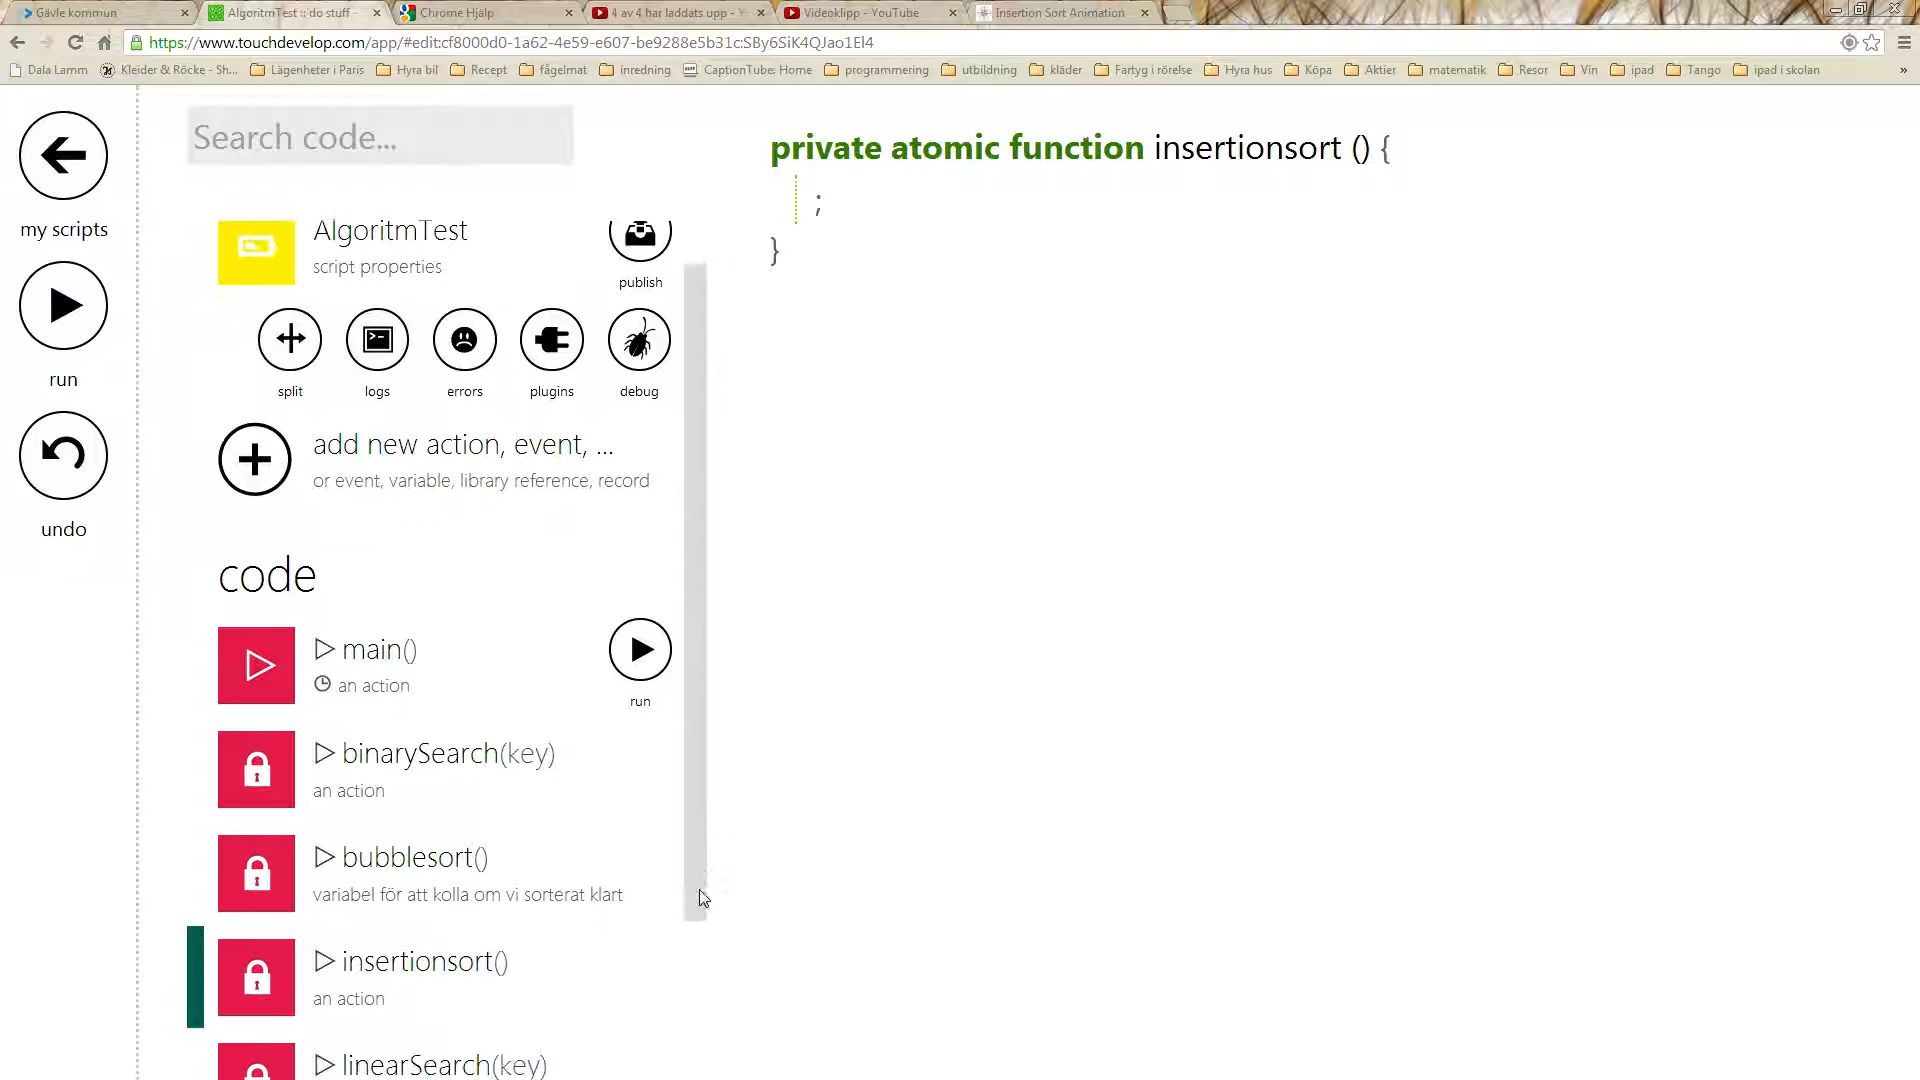 Gävle kommun
AlgoritmTest :: do stuff -
Chrome Hjälp
4 av 4 har laddats upp - Y
Videoklipp - YouTube
Insertion Sort Animation
https://www.touchdevelop.com/app/#edit:cf8000d0-1a62-4e59-e607-be9288e5b31c:SBy6SiK4QJao1El4
Dala Lamm
Kleider & Röcke - Sh...
Lägenheter i Paris
Hyra bil
Recept
fågelmat
inredning
CaptionTube: Home
programmering
utbildning
kläder
Fartyg i rörelse
Hyra hus
Köpa
Aktier
matematik
Resor
Vin
ipad
Tango
ipad i skolan
»
my scripts
run
undo
Search code...
AlgoritmTest
script properties
publish
split
logs
errors
plugins
debug
add new action, event, ...
or event, variable, library reference, record
code
main()
an action
run
binarySearch(key)
an action
bubblesort()
variabel för att kolla om vi sorterat klart
insertionsort()
an action
linearSearch(key)
private atomic function insertionsort () {
;
}